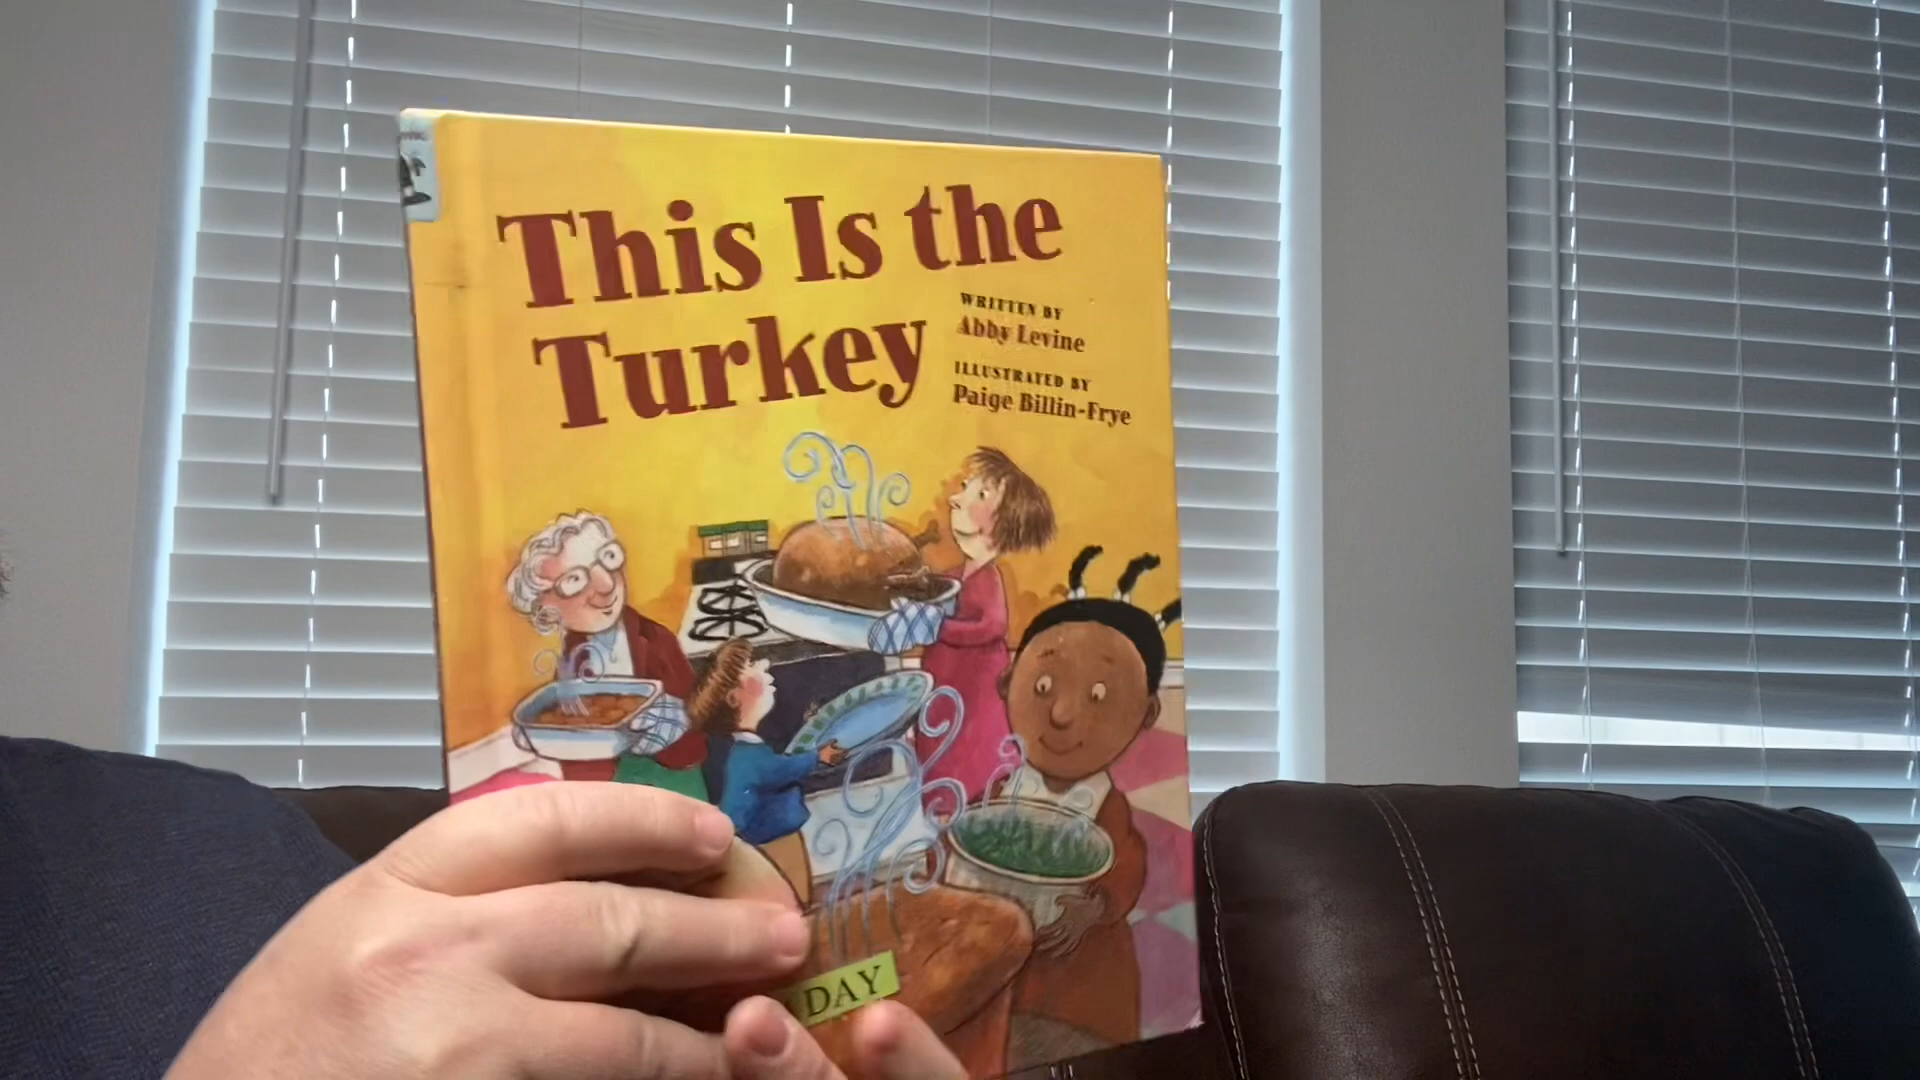 This Is the
Turkey
WRITTEN BY
Abby Levine
ILLUSTRATED BY
Paige Billin-Frye
DAY